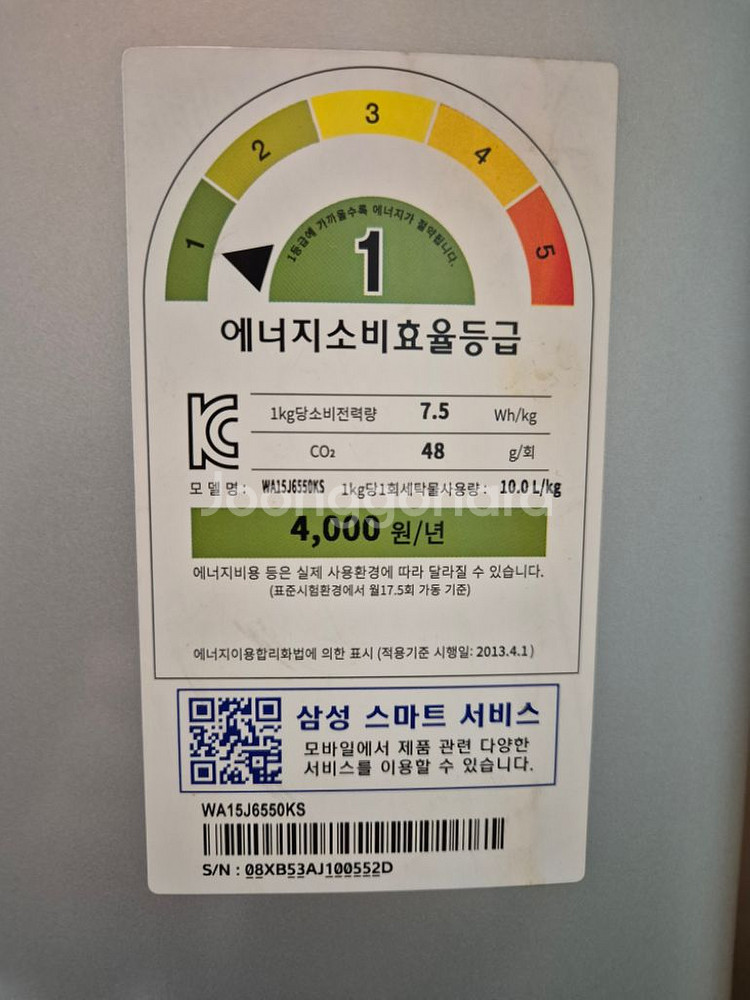 1 2 3 4 5
1등급에 가까울수록 에너지가 절약됩니다.
1
에너지소비효율등급
1kg당소비전력량 7.5 Wh/kg
CO₂ 48 g/회
모 델 명 : WA15J6550KS 1kg당1회세탁물사용량 : 10.0 L/kg
Joonggonara
4,000 원/년
에너지비용 등은 실제 사용환경에 따라 달라질 수 있습니다.
(표준시험환경에서 월17.5회 가동 기준)
에너지이용합리화법에 의한 표시 (적용기준 시행일: 2013.4.1)
삼성 스마트 서비스
모바일에서 제품 관련 다양한
서비스를 이용할 수 있습니다.
WA15J6550KS
S/N : 08XB53AJ100552D